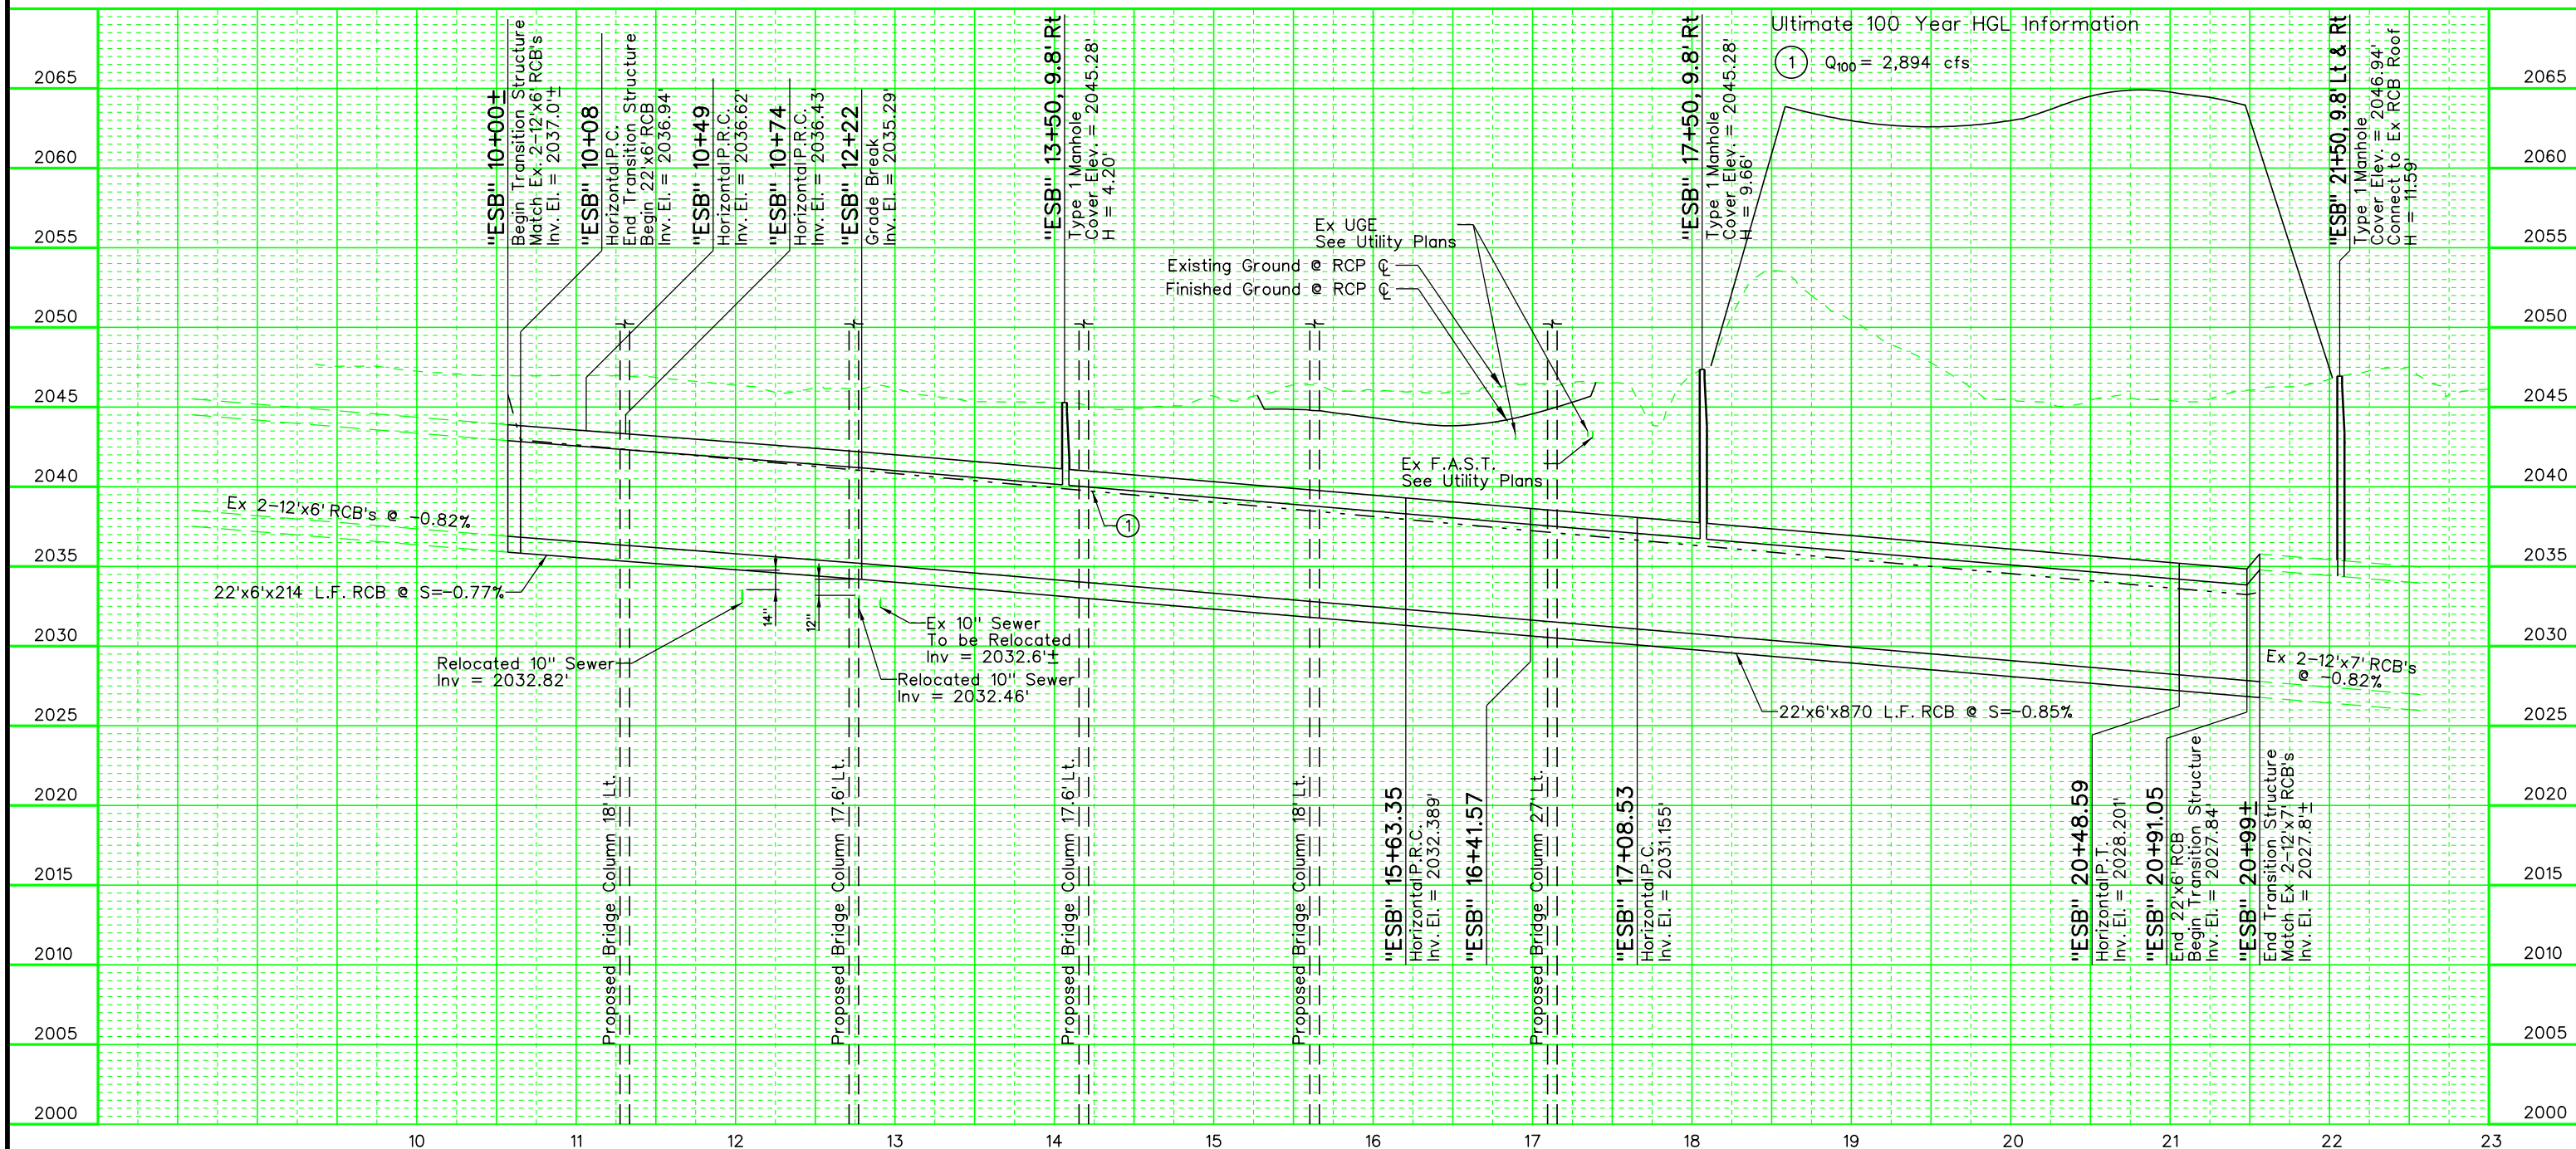 Ultimate 100 Year HGL Information
1 Q100 = 2,894 cfs
"ESB" 10+00±
Begin Transition Structure
Match Ex. 2-12'x6' RCB's
Inv. El. = 2037.0'±
"ESB" 10+08
Horizontal P.C.
End Transition Structure
Begin 22'x6' RCB
Inv. El. = 2036.94'
"ESB" 10+49
Horizontal P.R.C.
Inv. El. = 2036.62'
"ESB" 10+74
Horizontal P.R.C.
Inv. El. = 2036.43'
"ESB" 12+22
Grade Break
Inv. El. = 2035.29'
"ESB" 13+50, 9.8' Rt
Type 1 Manhole
Cover Elev. = 2045.28'
H = 4.20'
"ESB" 17+50, 9.8' Rt
Type 1 Manhole
Cover Elev. = 2045.28'
H = 9.66'
"ESB" 21+50, 9.8' Lt & Rt
Type 1 Manhole
Cover Elev. = 2046.94'
Connect to Ex RCB Roof
H = 11.59'
Ex UGE
See Utility Plans
Existing Ground @ RCP ℄
Finished Ground @ RCP ℄
Ex F.A.S.T.
See Utility Plans
1
Ex 2-12'x6' RCB's @ -0.82%
22'x6'x214 L.F. RCB @ S=-0.77%
14"
12"
Ex 10" Sewer
To be Relocated
Inv = 2032.6'±
Relocated 10" Sewer
Inv = 2032.82'
Relocated 10" Sewer
Inv = 2032.46'
Ex 2-12'x7' RCB's
@ -0.82%
22'x6'x870 L.F. RCB @ S=-0.85%
Proposed Bridge Column 18' Lt.
Proposed Bridge Column 17.6' Lt.
Proposed Bridge Column 17.6' Lt.
Proposed Bridge Column 18' Lt.
Proposed Bridge Column 27' Lt.
"ESB" 15+63.35
Horizontal P.R.C.
Inv. El. = 2032.389'
"ESB" 16+41.57
"ESB" 17+08.53
Horizontal P.C.
Inv. El. = 2031.155'
"ESB" 20+48.59
Horizontal P.T.
Inv. El. = 2028.201'
"ESB" 20+91.05
End 22'x6' RCB
Begin Transition Structure
Inv. El. = 2027.84'
"ESB" 20+99±
End Transition Structure
Match Ex 2-12'x7' RCB's
Inv. El. = 2027.8'±
2065
2060
2055
2050
2045
2040
2035
2030
2025
2020
2015
2010
2005
2000
2065
2060
2055
2050
2045
2040
2035
2030
2025
2020
2015
2010
2005
2000
10 11 12 13 14 15 16 17 18 19 20 21 22 23